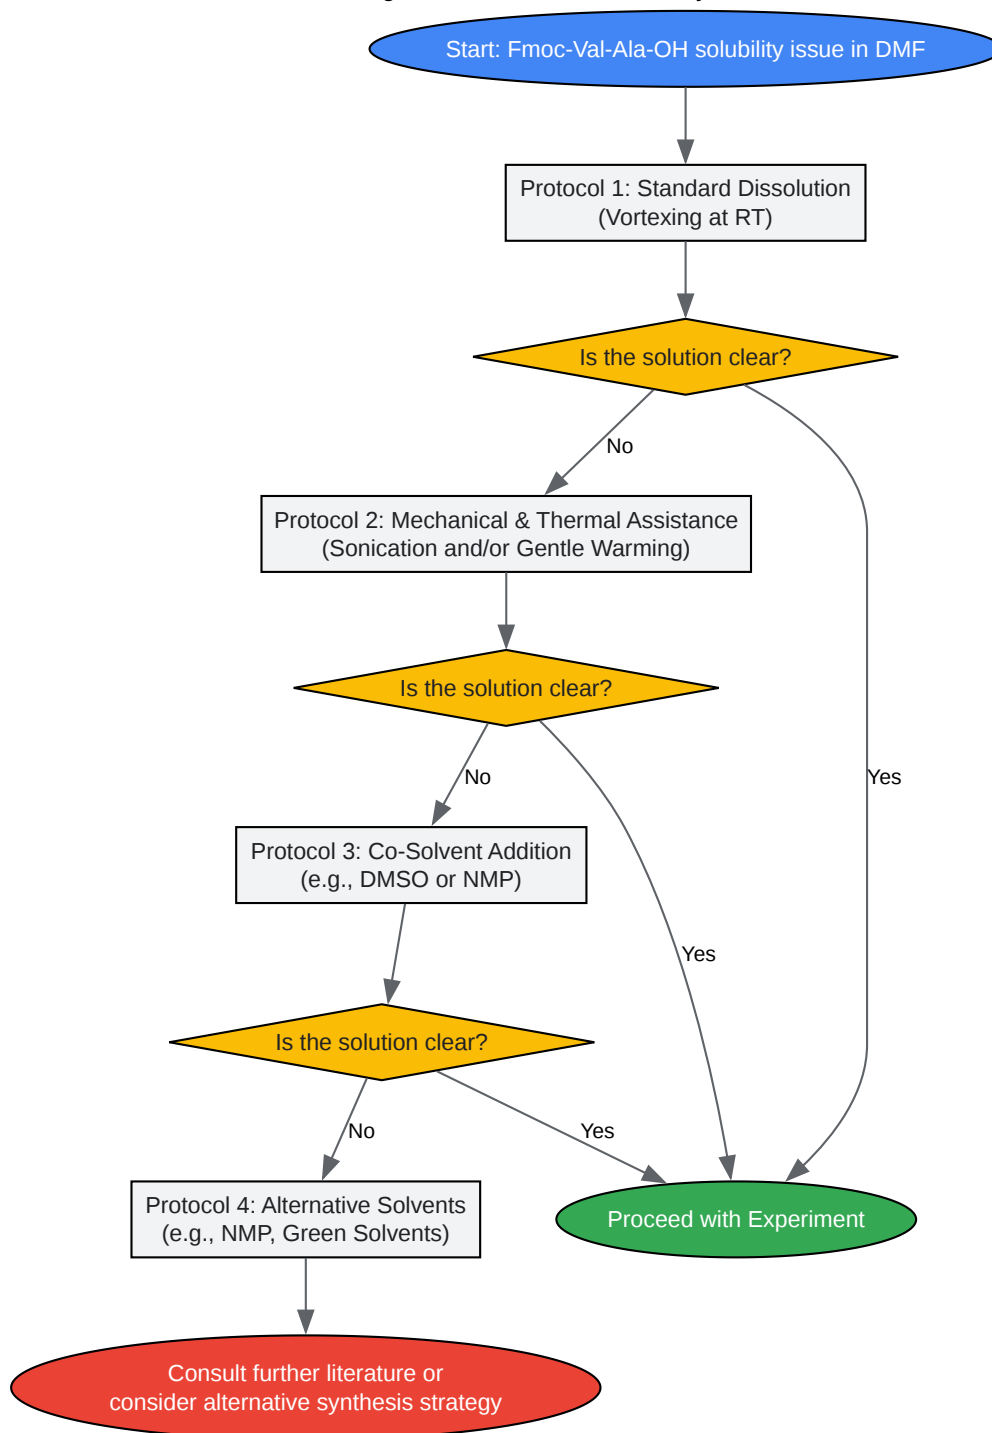 Start: Fmoc-Val-Ala-OH solubility issue in DMF
Protocol 1: Standard Dissolution
(Vortexing at RT)
Is the solution clear?
No
Protocol 2: Mechanical & Thermal Assistance
(Sonication and/or Gentle Warming)
Is the solution clear?
No
Yes
Protocol 3: Co-Solvent Addition
(e.g., DMSO or NMP)
Yes
Is the solution clear?
No
Yes
Protocol 4: Alternative Solvents
(e.g., NMP, Green Solvents)
Proceed with Experiment
Consult further literature or
consider alternative synthesis strategy